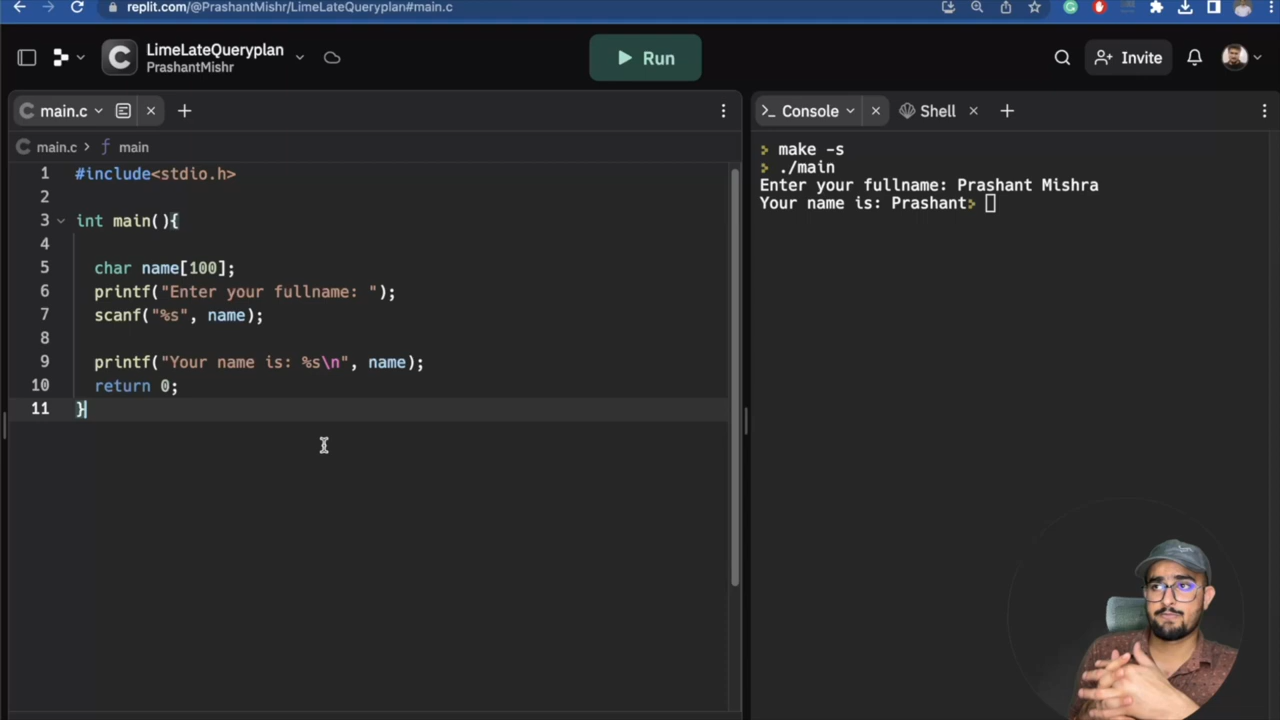 replit.com/@PrashantMishr/LimeLateQueryplan#main.c
LimeLateQueryplan
PrashantMishr
Run
Invite
main.c
Console
Shell
main.c > main
1 #include<stdio.h>
2
3 int main(){
4
5 char name[100];
6 printf("Enter your fullname: ");
7 scanf("%s", name);
8
9 printf("Your name is: %s\n", name);
10 return 0;
11 }
> make -s
> ./main
Enter your fullname: Prashant Mishra
Your name is: Prashant>